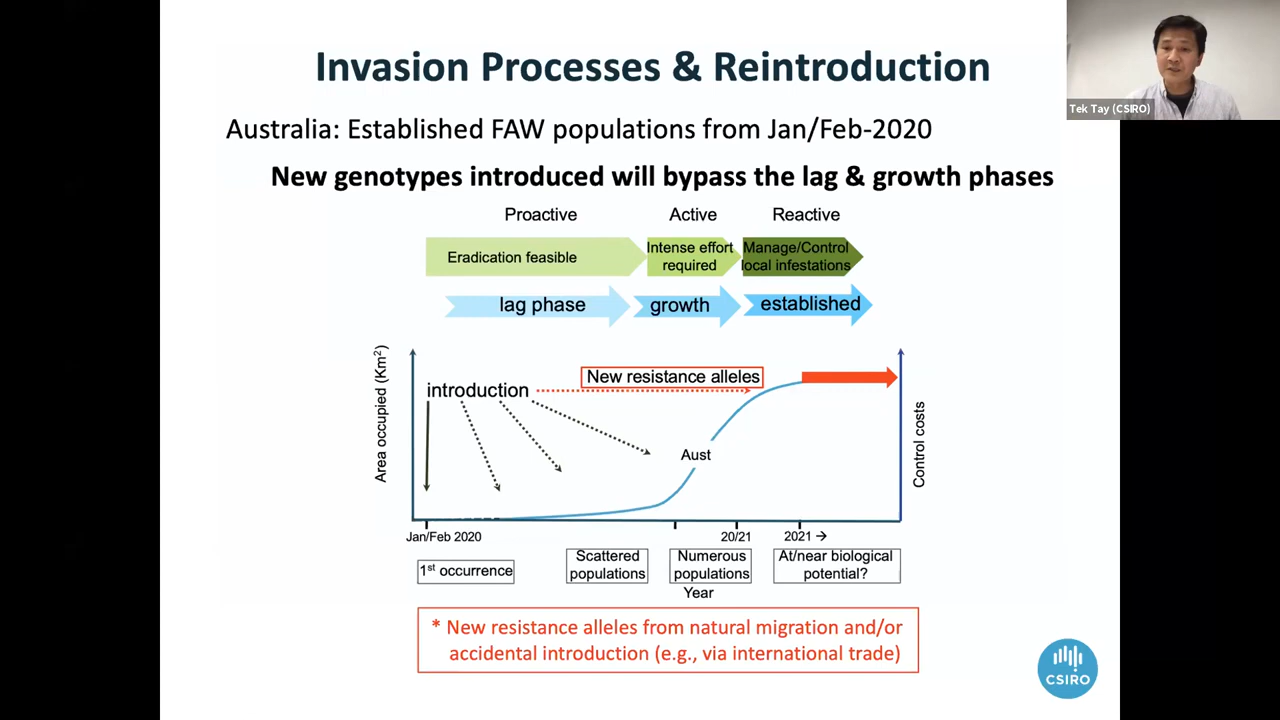 Invasion Processes & Reintroduction
Tek Tay (CSIRO)
Australia: Established FAW populations from Jan/Feb-2020
New genotypes introduced will bypass the lag & growth phases
Proactive
Active
Reactive
Eradication feasible
Intense effort
required
Manage/Control
local infestations
lag phase
growth
established
Area occupied (Km²)
introduction
New resistance alleles
Aust
Control costs
Jan/Feb 2020
20/21
2021 →
1st occurrence
Scattered
populations
Numerous
populations
At/near biological
potential?
Year
* New resistance alleles from natural migration and/or
accidental introduction (e.g., via international trade)
CSIRO